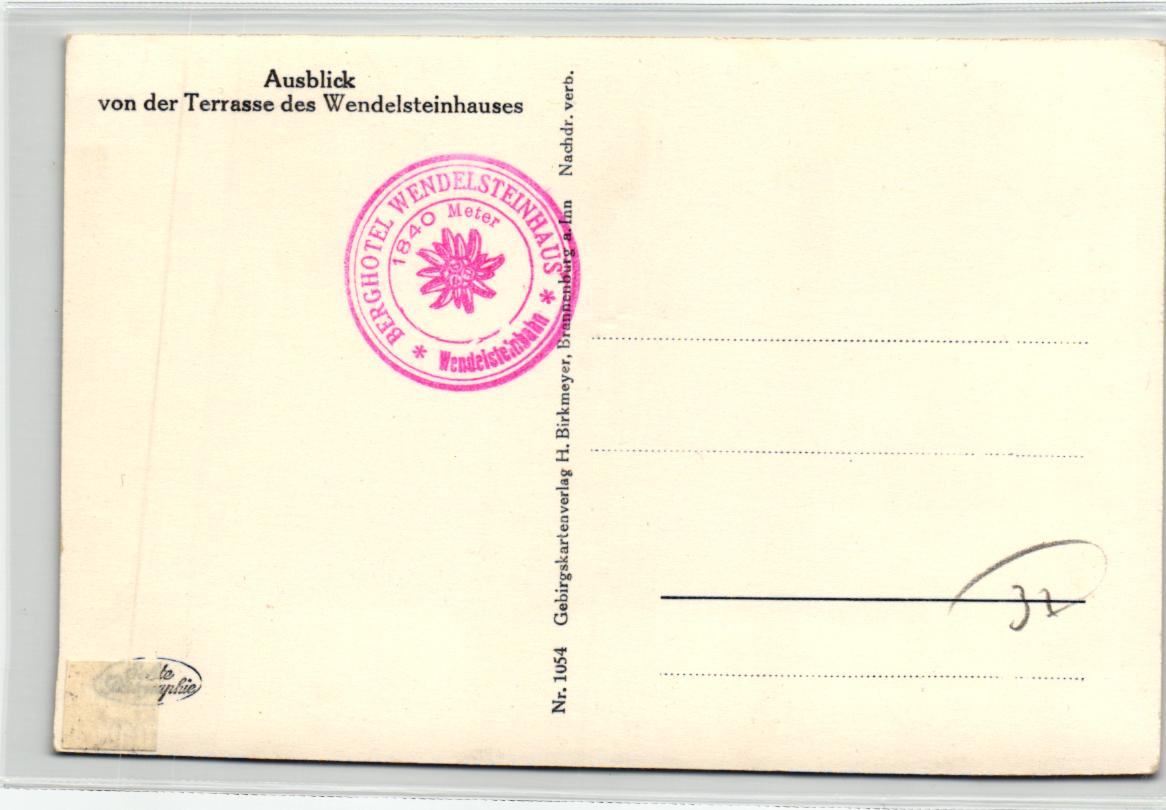 Ausblick
von der Terrasse des Wendelsteinhauses
* BERGHOTEL WENDELSTEINHAUS *
1840 Meter
Wendelsteinbahn
Nr. 1054 Gebirgskartenverlag H. Birkmeyer, Brannenburg a. Inn Nachdr. verb.